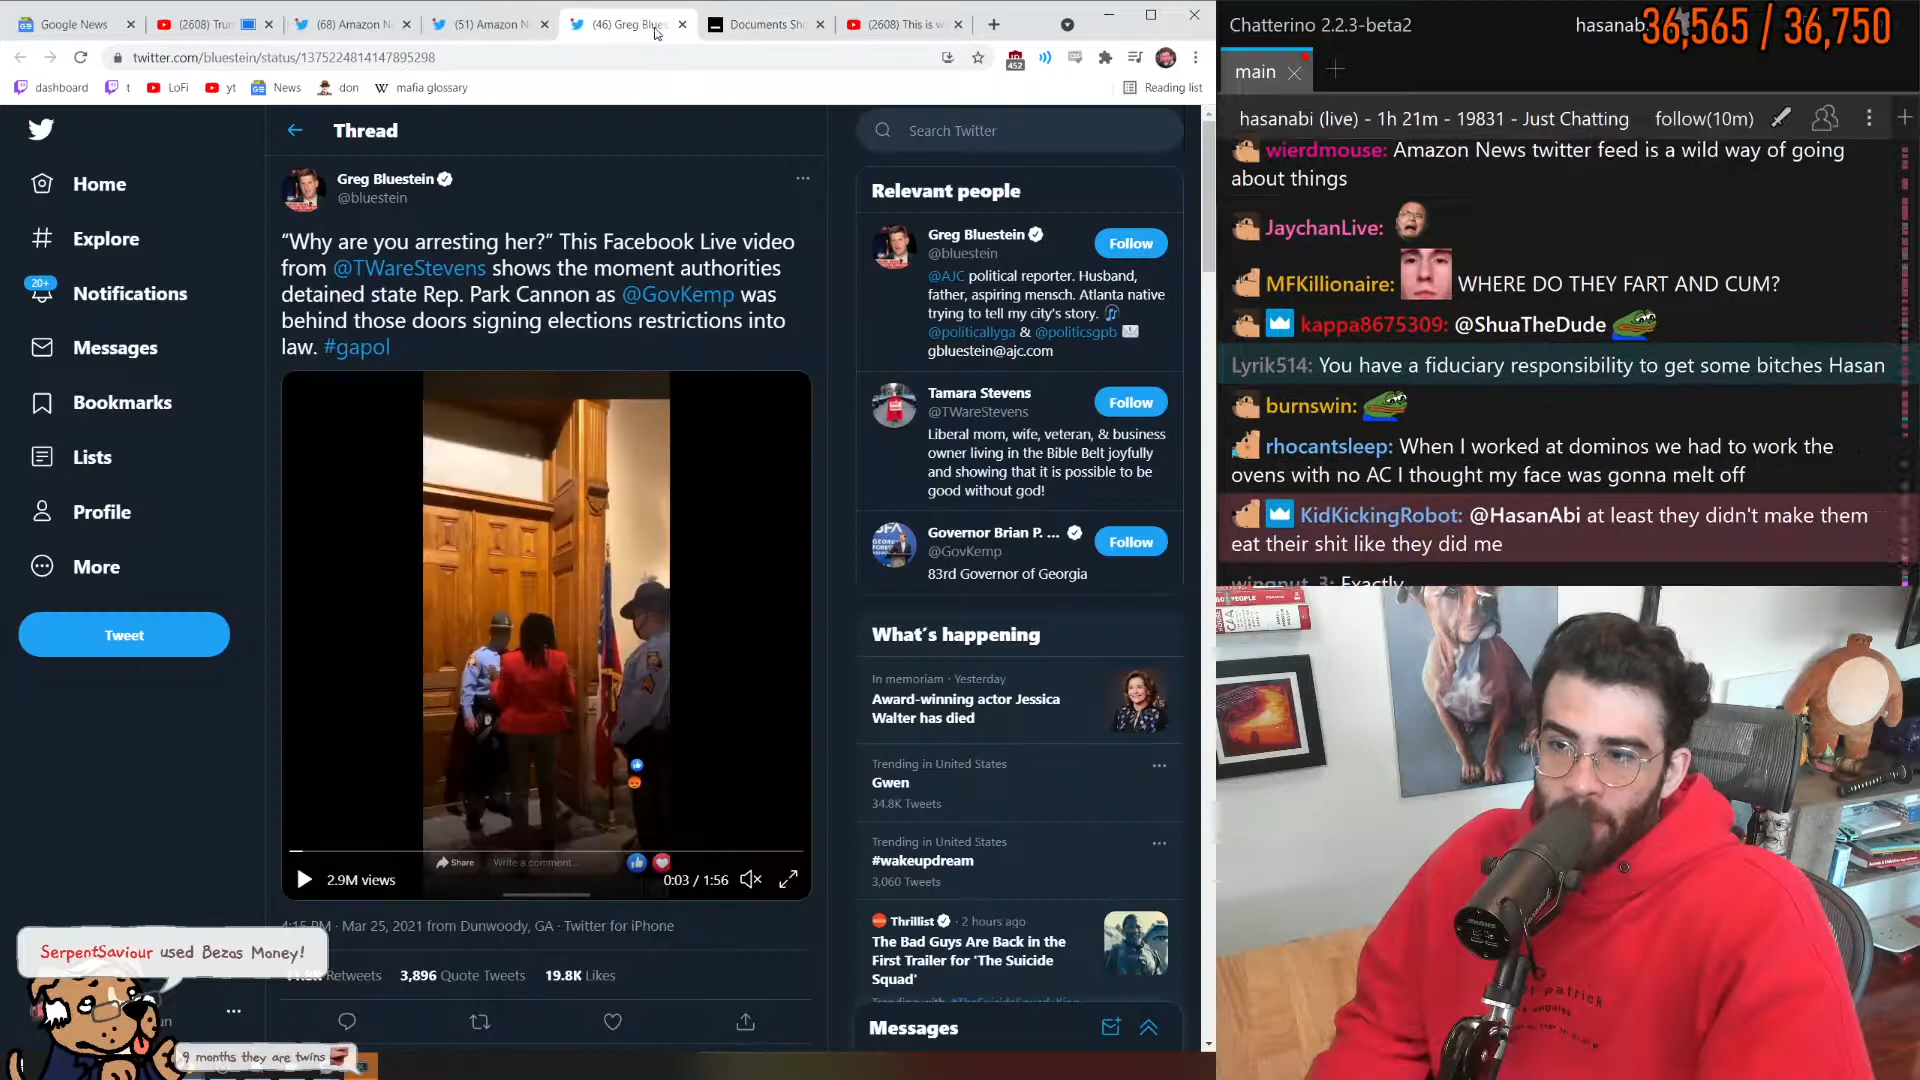 Google News
(2608) Trum
(68) Amazon N
(51) Amazon N
(46) Greg Blues
Documents Sho
(2608) This is w
twitter.com/bluestein/status/1375224814147895298
452
dashboard
t
LoFi
yt
News
don
W mafia glossary
Reading list
Home
Explore
20+
Notifications
Messages
Bookmarks
Lists
Profile
More
Tweet
Thread
Greg Bluestein
@bluestein
“Why are you arresting her?” This Facebook Live video
from @TWareStevens shows the moment authorities
detained state Rep. Park Cannon as @GovKemp was
behind those doors signing elections restrictions into
law. #gapol
Share
Write a comment...
2.9M views
0:03 / 1:56
4:15 PM · Mar 25, 2021 from Dunwoody, GA · Twitter for iPhone
Retweets
3,896 Quote Tweets
19.8K Likes
Search Twitter
Relevant people
Greg Bluestein
@bluestein
Follow
@AJC political reporter. Husband,
father, aspiring mensch. Atlanta native
trying to tell my city's story.
@politicallyga & @politicsgpb
gbluestein@ajc.com
Tamara Stevens
@TWareStevens
Follow
Liberal mom, wife, veteran, & business
owner living in the Bible Belt joyfully
and showing that it is possible to be
good without god!
Governor Brian P. ...
@GovKemp
Follow
83rd Governor of Georgia
What's happening
In memoriam · Yesterday
Award-winning actor Jessica
Walter has died
Trending in United States
Gwen
34.8K Tweets
Trending in United States
#wakeupdream
3,060 Tweets
Thrillist · 2 hours ago
The Bad Guys Are Back in the
First Trailer for 'The Suicide
Squad'
Trending with #TheSuicideSquad, King
Messages
SerpentSaviour used Bezos Money!
9 months they are twins
Chatterino 2.2.3-beta2
hasanab
36,565 / 36,750
main
hasanabi (live) - 1h 21m - 19831 - Just Chatting
follow(10m)
wierdmouse: Amazon News twitter feed is a wild way of going
about things
JaychanLive:
MFKillionaire: WHERE DO THEY FART AND CUM?
kappa8675309: @ShuaTheDude
Lyrik514: You have a fiduciary responsibility to get some bitches Hasan
burnswin:
rhocantsleep: When I worked at dominos we had to work the
ovens with no AC I thought my face was gonna melt off
KidKickingRobot: @HasanAbi at least they didn't make them
eat their shit like they did me
wingnut_3: Exactly
PEOPLE
patrick